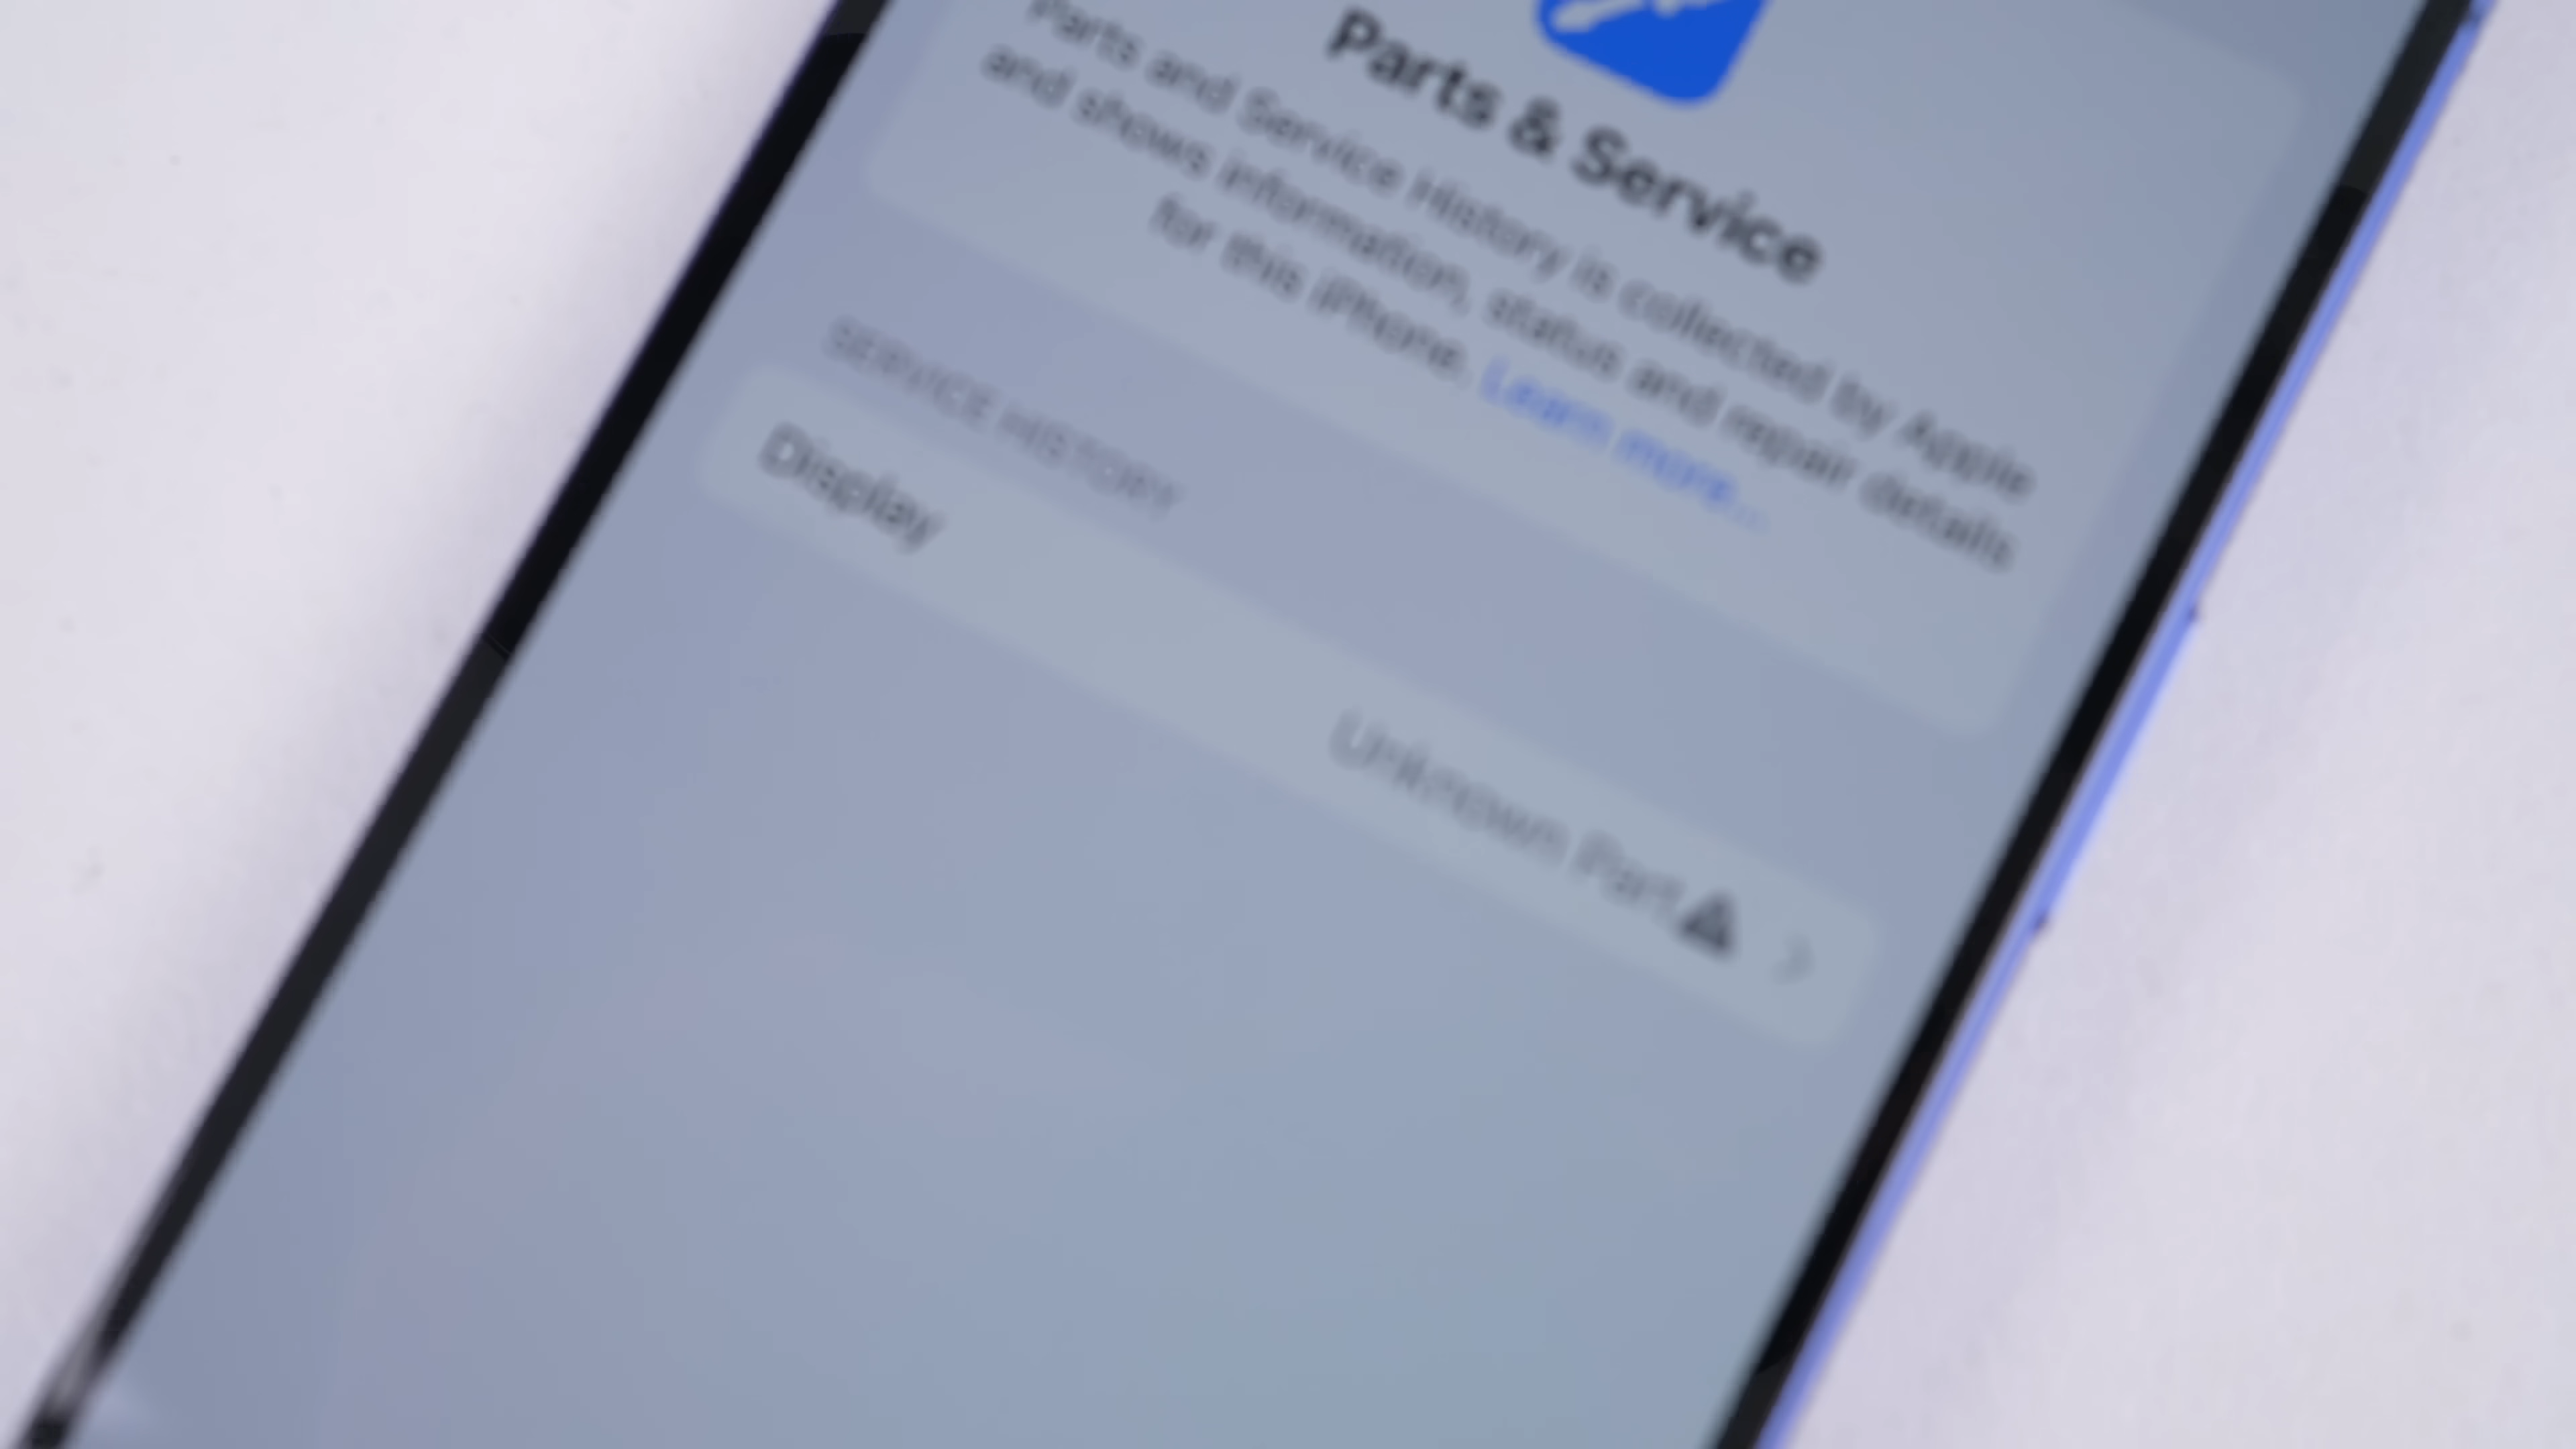 Parts & Service
Parts and Service History is collected by Apple
and shows information, status and repair details
for this iPhone. Learn more...
SERVICE HISTORY
Display
Unknown Part